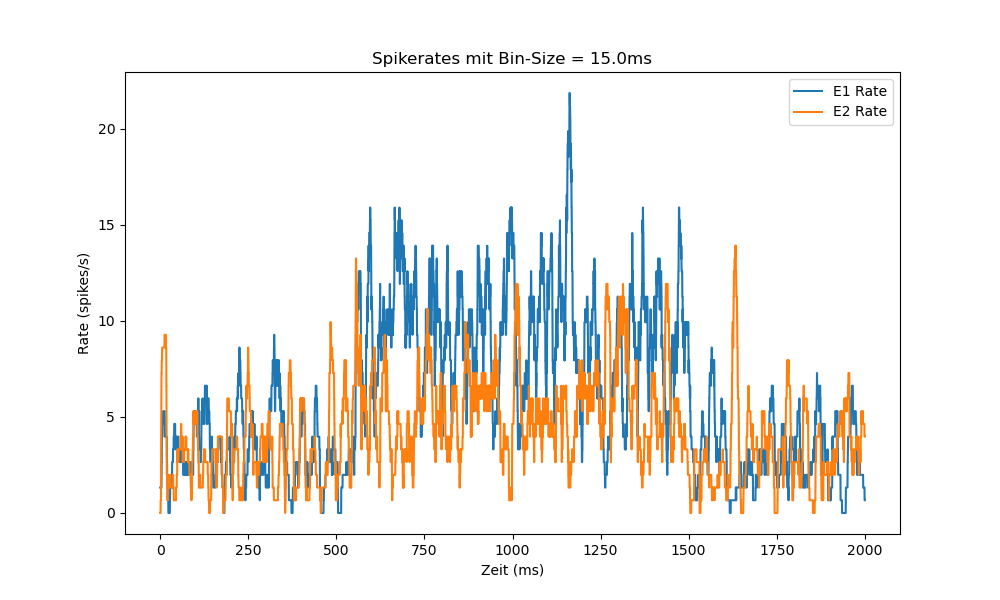 Spikerates mit Bin-Size = 15.0ms
E1 Rate
E2 Rate
Rate (spikes/s)
20
15
10
5
0
0 250 500 750 1000 1250 1500 1750 2000
Zeit (ms)